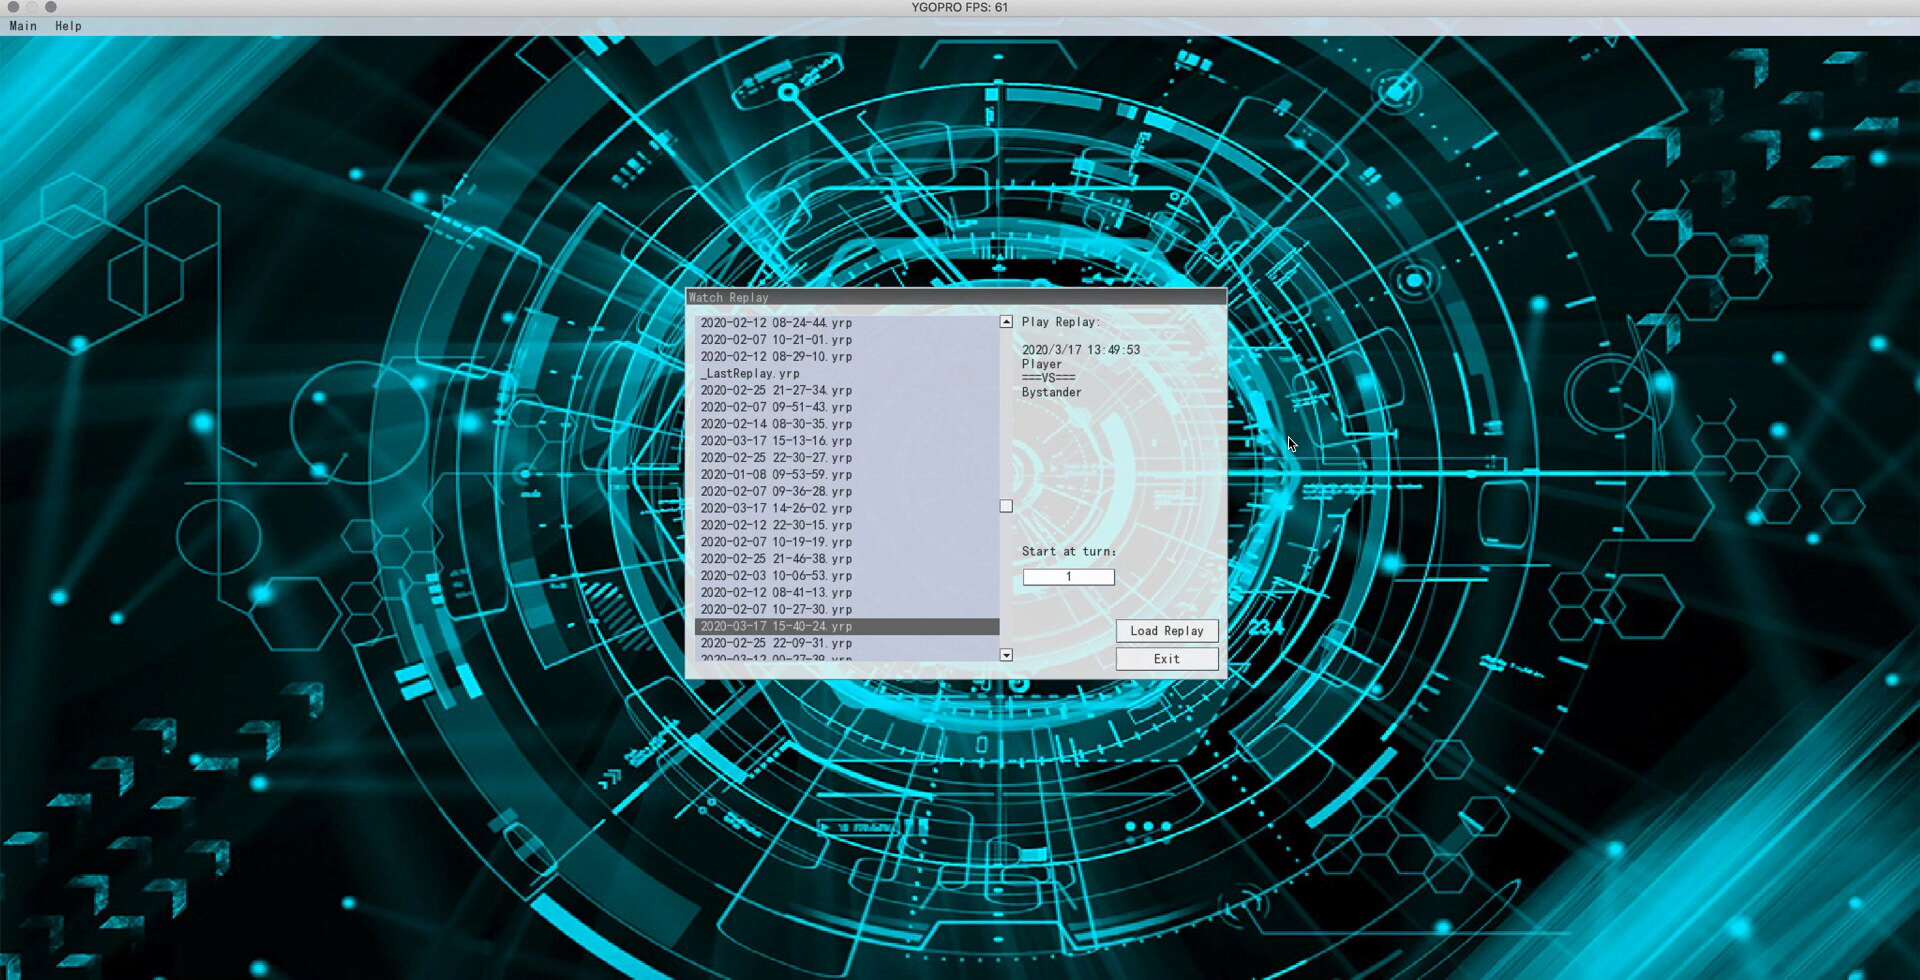 YGOPRO FPS: 61
Main Help
Watch Replay
2020-02-12 08-24-44.yrp
2020-02-07 10-21-01.yrp
2020-02-12 08-29-10.yrp
_LastReplay.yrp
2020-02-25 21-27-34.yrp
2020-02-07 09-51-43.yrp
2020-02-14 08-30-35.yrp
2020-03-17 15-13-16.yrp
2020-02-25 22-30-27.yrp
2020-01-08 09-53-59.yrp
2020-02-07 09-36-28.yrp
2020-03-17 14-26-02.yrp
2020-02-12 22-30-15.yrp
2020-02-07 10-19-19.yrp
2020-02-25 21-46-38.yrp
2020-02-03 10-06-53.yrp
2020-02-12 08-41-13.yrp
2020-02-07 10-27-30.yrp
2020-03-17 15-40-24.yrp
2020-02-25 22-09-31.yrp
Play Replay:
2020/3/17 13:49:53
Player
===VS===
Bystander
Start at turn:
1
Load Replay
Exit
23.4